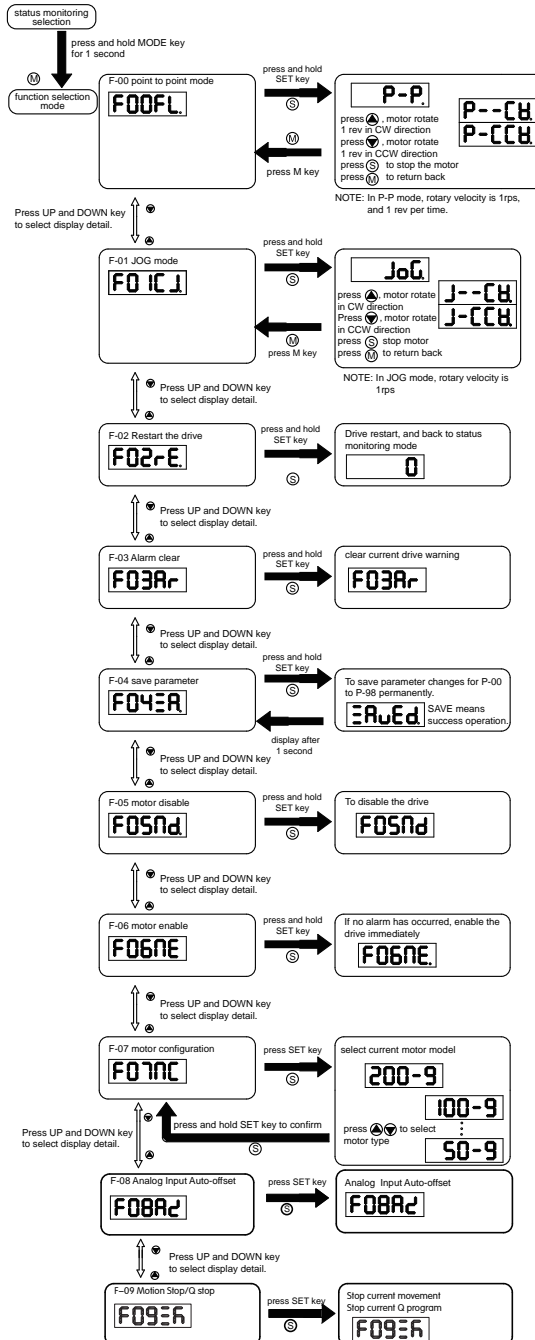 status monitoring
selection
press and hold MODE key
for 1 second
M
function selection
mode
F-00 point to point mode
F00FL.
press and hold
SET key
S
M
press M key
P-P.
press ▲, motor rotate
1 rev in CW direction
press ▼, motor rotate
1 rev in CCW direction
press S to stop the motor
press M to return back
P--CW.
P-CCW.
NOTE: In P-P mode, rotary velocity is 1rps,
and 1 rev per time.
Press UP and DOWN key
to select display detail.
F-01 JOG mode
F01CJ.
press and hold
SET key
S
M
press M key
JoG.
press ▲, motor rotate
in CW direction
Press ▼, motor rotate
in CCW direction
press S stop motor
press M to return back
J--CW.
J-CCW.
NOTE: In JOG mode, rotary velocity is
1rps
Press UP and DOWN key
to select display detail.
F-02 Restart the drive
F02rE.
press and hold
SET key
S
Drive restart, and back to status
monitoring mode
0
Press UP and DOWN key
to select display detail.
F-03 Alarm clear
F03Ar
press and hold
SET key
S
clear current drive warning
F03Ar
Press UP and DOWN key
to select display detail.
F-04 save parameter
F04ΞA.
press and hold
SET key
S
display after
1 second
To save parameter changes for P-00
to P-98 permanently.
ΞAuEd.
SAVE means
success operation.
Press UP and DOWN key
to select display detail.
F-05 motor disable
F05Md.
press and hold
SET key
S
To disable the drive
F05Md
Press UP and DOWN key
to select display detail.
F-06 motor enable
F06ME
press and hold
SET key
S
If no alarm has occurred, enable the
drive immediately
F06ME.
Press UP and DOWN key
to select display detail.
F-07 motor configuration
F07MC
press SET key
S
select current motor model
200-9
100-9
50-9
press ▲▼ to select
motor type
press and hold SET key to confirm
S
Press UP and DOWN key
to select display detail.
F-08 Analog Input Auto-offset
F08Ad
press SET key
S
Analog Input Auto-offset
F08Ad
Press UP and DOWN key
to select display detail.
F-09 Motion Stop/Q stop
F09Ξh
press SET key
S
Stop current movement
Stop current Q program
F09Ξh